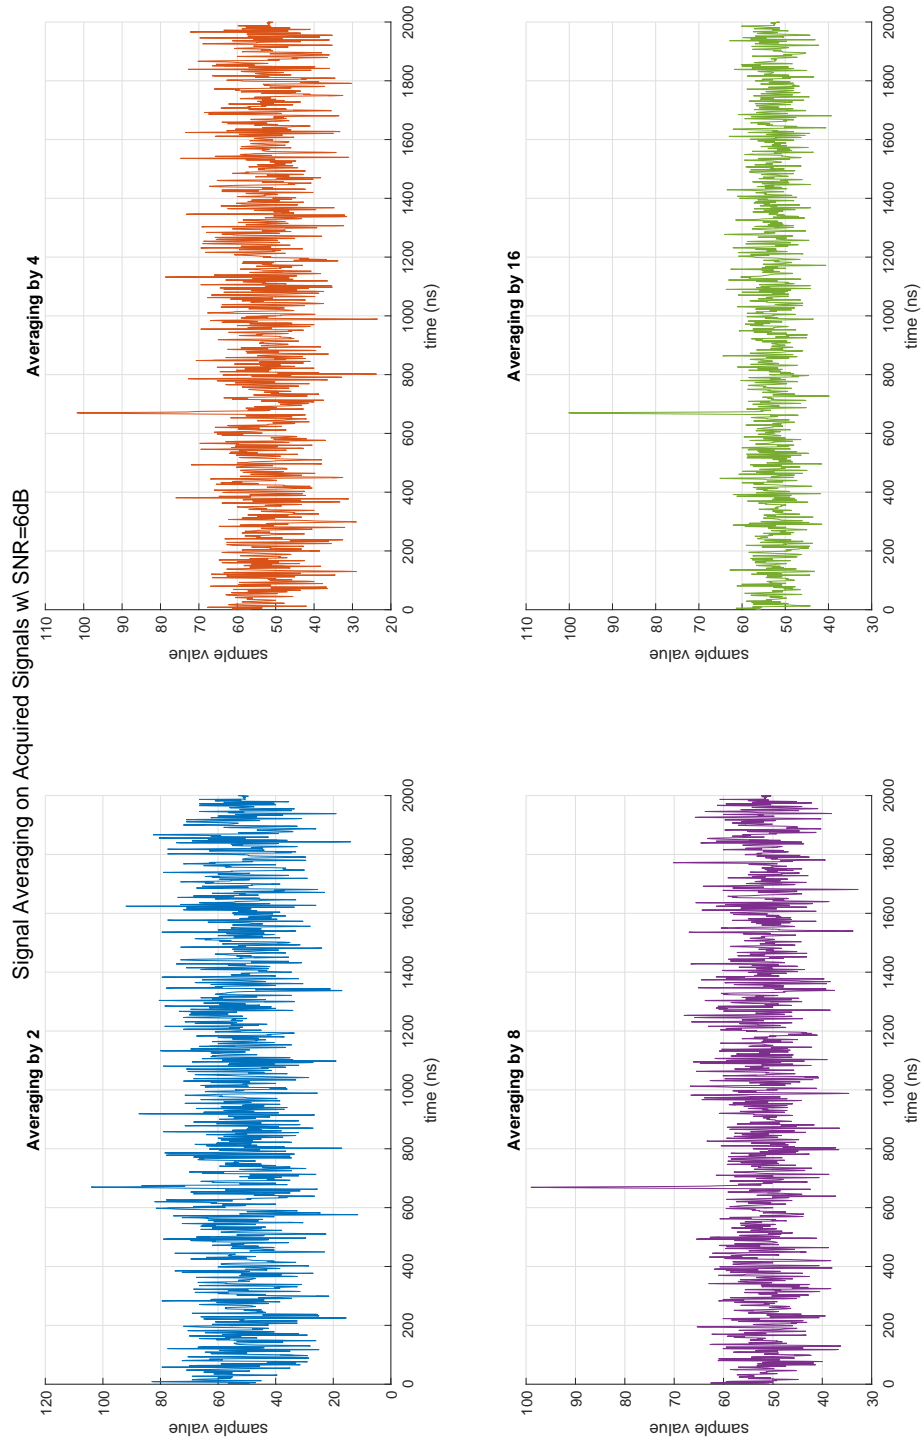 Signal Averaging on Acquired Signals w\ SNR=6dB
Averaging by 2
120
100
80
60
40
20
0
sample value
0 200 400 600 800 1000 1200 1400 1600 1800 2000
time (ns)
Averaging by 4
110
100
90
80
70
60
50
40
30
20
sample value
0 200 400 600 800 1000 1200 1400 1600 1800 2000
time (ns)
Averaging by 8
100
90
80
70
60
50
40
30
sample value
0 200 400 600 800 1000 1200 1400 1600 1800 2000
time (ns)
Averaging by 16
110
100
90
80
70
60
50
40
30
sample value
0 200 400 600 800 1000 1200 1400 1600 1800 2000
time (ns)